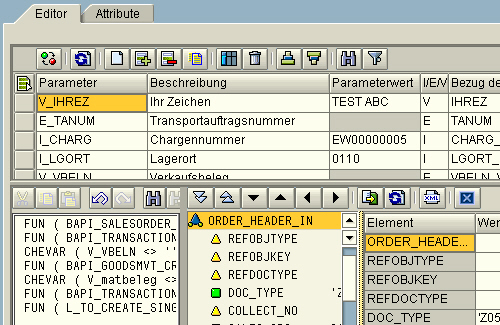 Editor Attribute
Parameter Beschreibung Parameterwert I/E/V Bezug de
V_IHREZ Ihr Zeichen TEST ABC V IHREZ
E_TANUM Transportauftragsnummer E TANUM
I_CHARG Chargennummer EW00000005 I CHARG_
I_LGORT Lagerort 0110 I LGORT_
V_VBELN Verkaufsbeleg E VBELN_V
XML
FUN ( BAPI_SALESORDER_
FUN ( BAPI_TRANSACTION
CHEVAR ( V_VBELN <> ''
FUN ( BAPI_GOODSMVT_CR
CHEVAR ( V_matbeleg <>
FUN ( BAPI_TRANSACTION
FUN ( L_TO_CREATE_SING
ORDER_HEADER_IN
REFOBJTYPE
REFOBJKEY
REFDOCTYPE
DOC_TYPE 'Z
COLLECT_NO
Element Wer
ORDER_HEADE...
REFOBJTYPE
REFOBJKEY
REFDOCTYPE
DOC_TYPE 'Z05